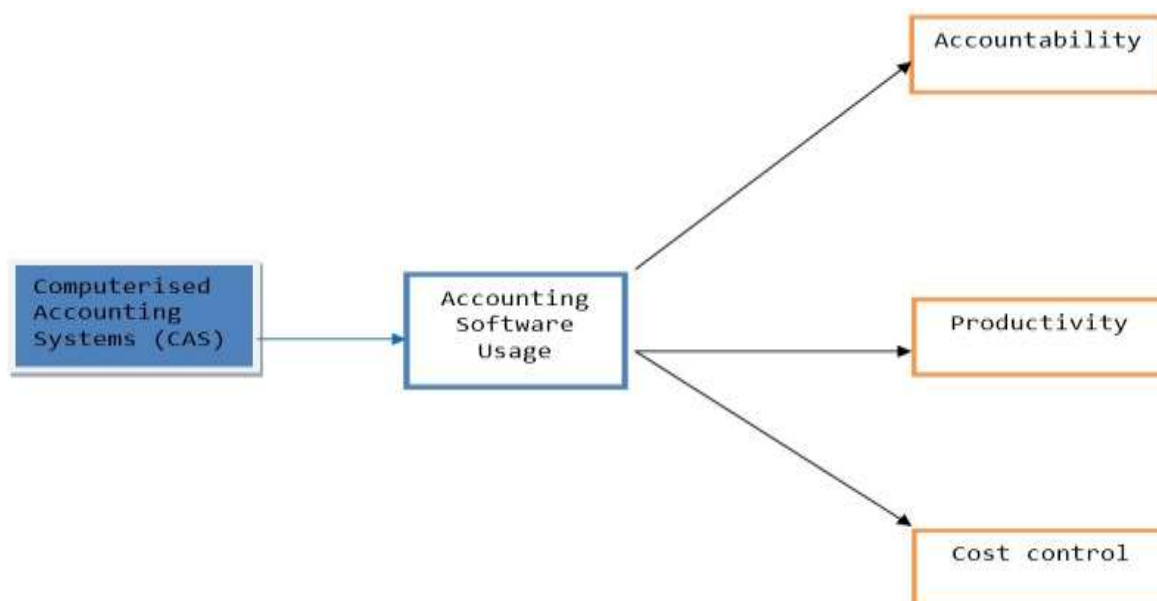 Accountability
Computerised
Accounting
Systems (CAS)
Accounting
Software
Usage
Productivity
Cost control